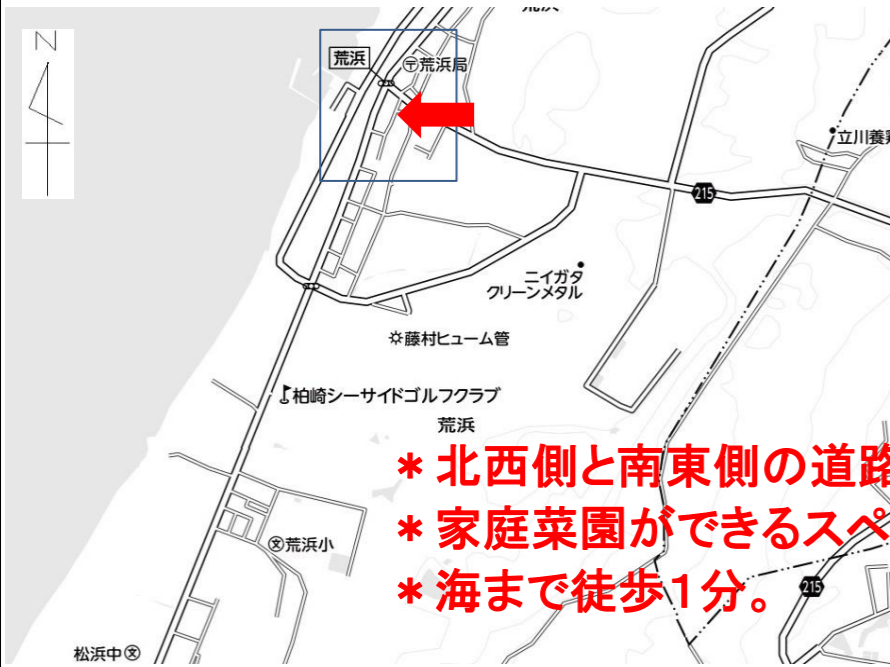 荒浜
N
荒浜
〒荒浜局
立川養
215
ニイガタ
クリーンメタル
藤村ヒューム管
柏崎シーサイドゴルフクラブ
荒浜
*北西側と南東側の道路
*家庭菜園ができるスペ
*海まで徒歩1分。
215
文荒浜小
松浜中文